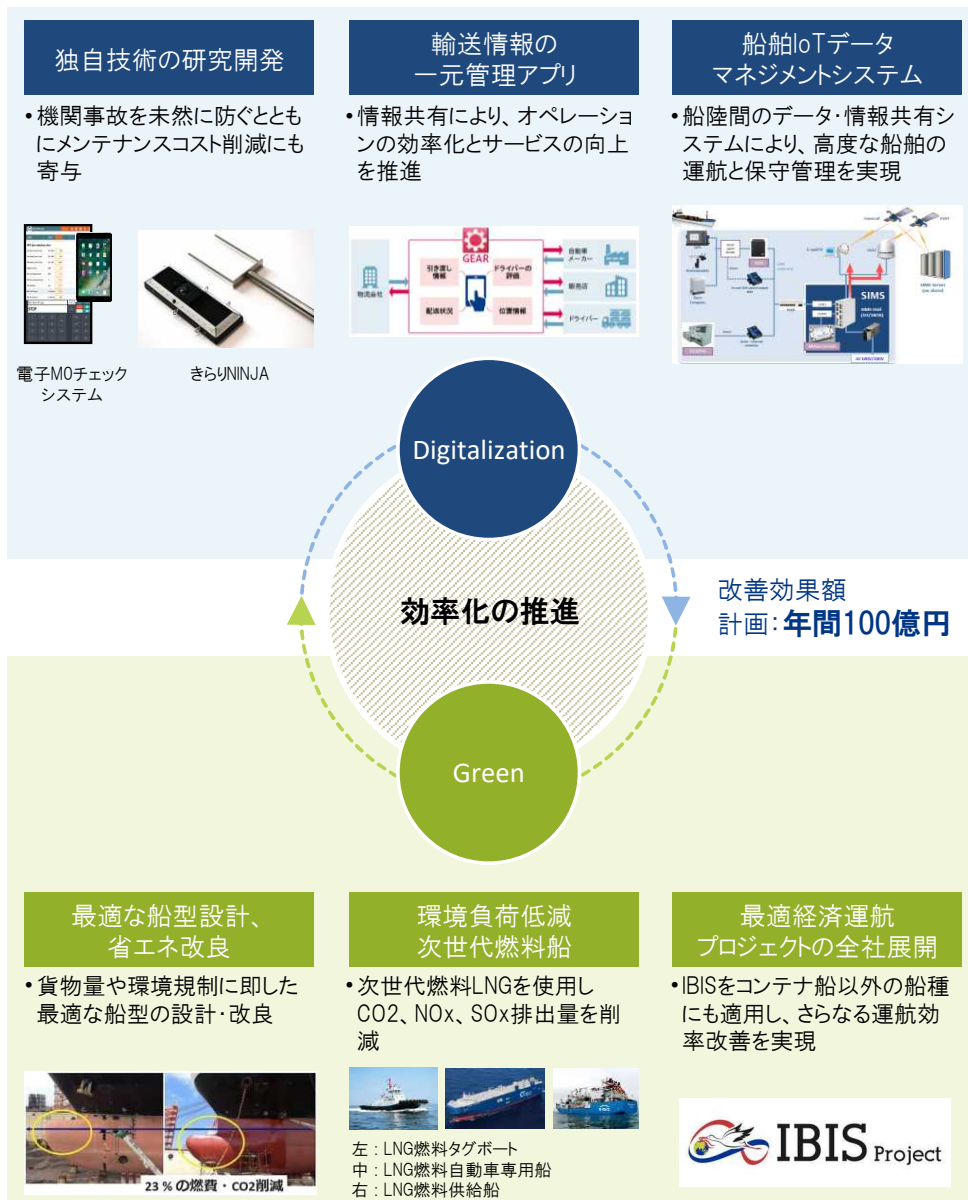 独自技術の研究開発
・機関事故を未然に防ぐととも
にメンテナンスコスト削減にも
寄与
電子M0チェック
システム
きらりNINJA
輸送情報の
一元管理アプリ
・情報共有により、オペレーショ
ンの効率化とサービスの向上
を推進
GEAR
物流会社
引き渡し
情報
ドライバーの
評価
配送状況
位置情報
自動車
メーカー
販売店
ドライバー
船舶IoTデータ
マネジメントシステム
・船陸間のデータ・情報共有シ
ステムにより、高度な船舶の
運航と保守管理を実現
SIMS
Digitalization
効率化の推進
改善効果額
計画：年間100億円
Green
最適な船型設計、
省エネ改良
・貨物量や環境規制に即した
最適な船型の設計・改良
23 % の燃費・CO2削減
環境負荷低減
次世代燃料船
・次世代燃料LNGを使用し
CO2、NOx、SOx排出量を削
減
左：LNG燃料タグボート
中：LNG燃料自動車専用船
右：LNG燃料供給船
最適経済運航
プロジェクトの全社展開
・IBISをコンテナ船以外の船種
にも適用し、さらなる運航効
率改善を実現
IBIS Project